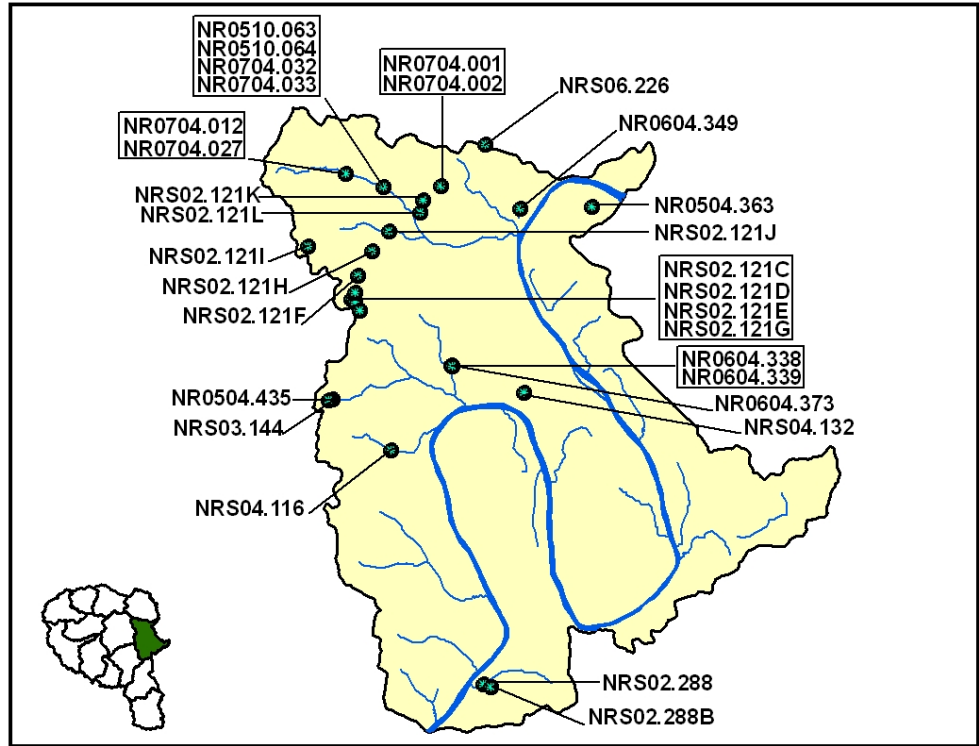 NR0510.063
NR0510.064
NR0704.032
NR0704.033
NR0704.001
NR0704.002
NRS06.226
NR0604.349
NR0704.012
NR0704.027
NRS02.121K
NRS02.121L
NR0504.363
NRS02.121J
NRS02.121I
NRS02.121H
NRS02.121F
NRS02.121C
NRS02.121D
NRS02.121E
NRS02.121G
NR0604.338
NR0604.339
NR0604.373
NRS04.132
NR0504.435
NRS03.144
NRS04.116
NRS02.288
NRS02.288B